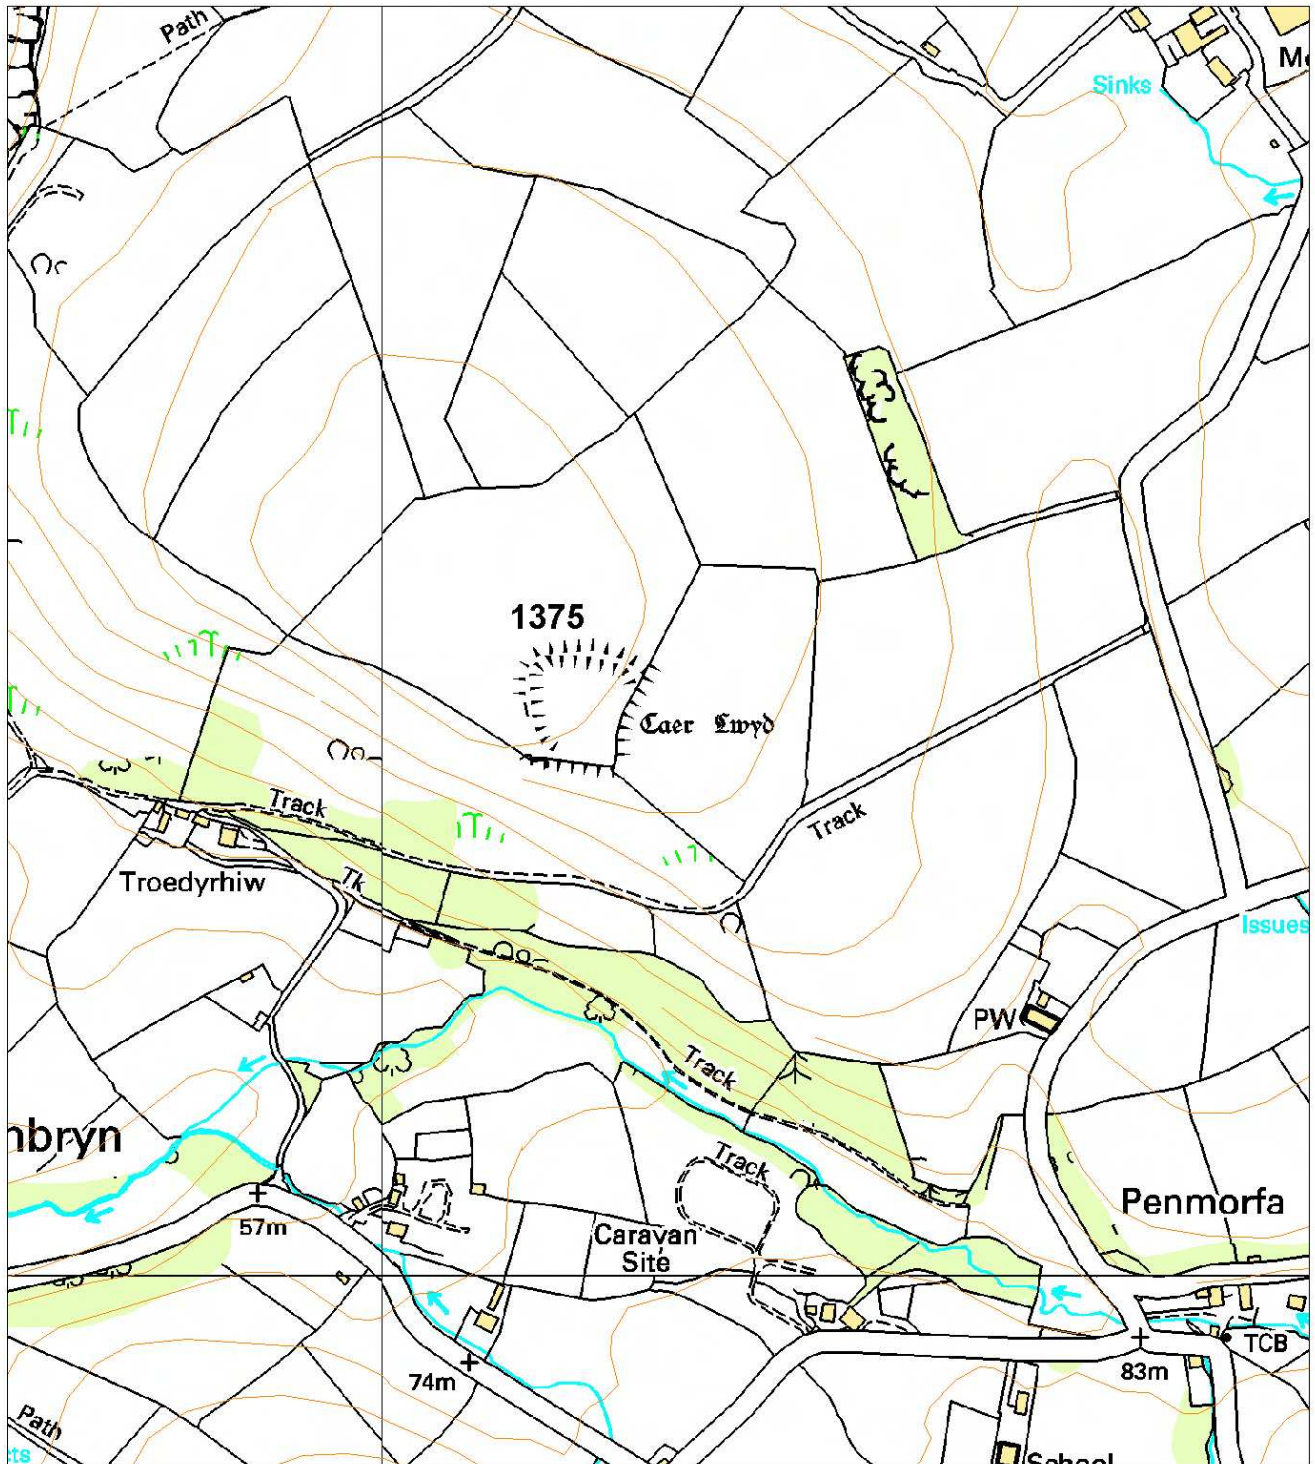 Path
Sinks
1375
Caer Lwyd
Track
Track
Troedyrhiw
Tk
Issues
PW
Track
nbryn
Track
Penmorfa
57m
Caravan
Site
TCB
74m
83m
Path
School